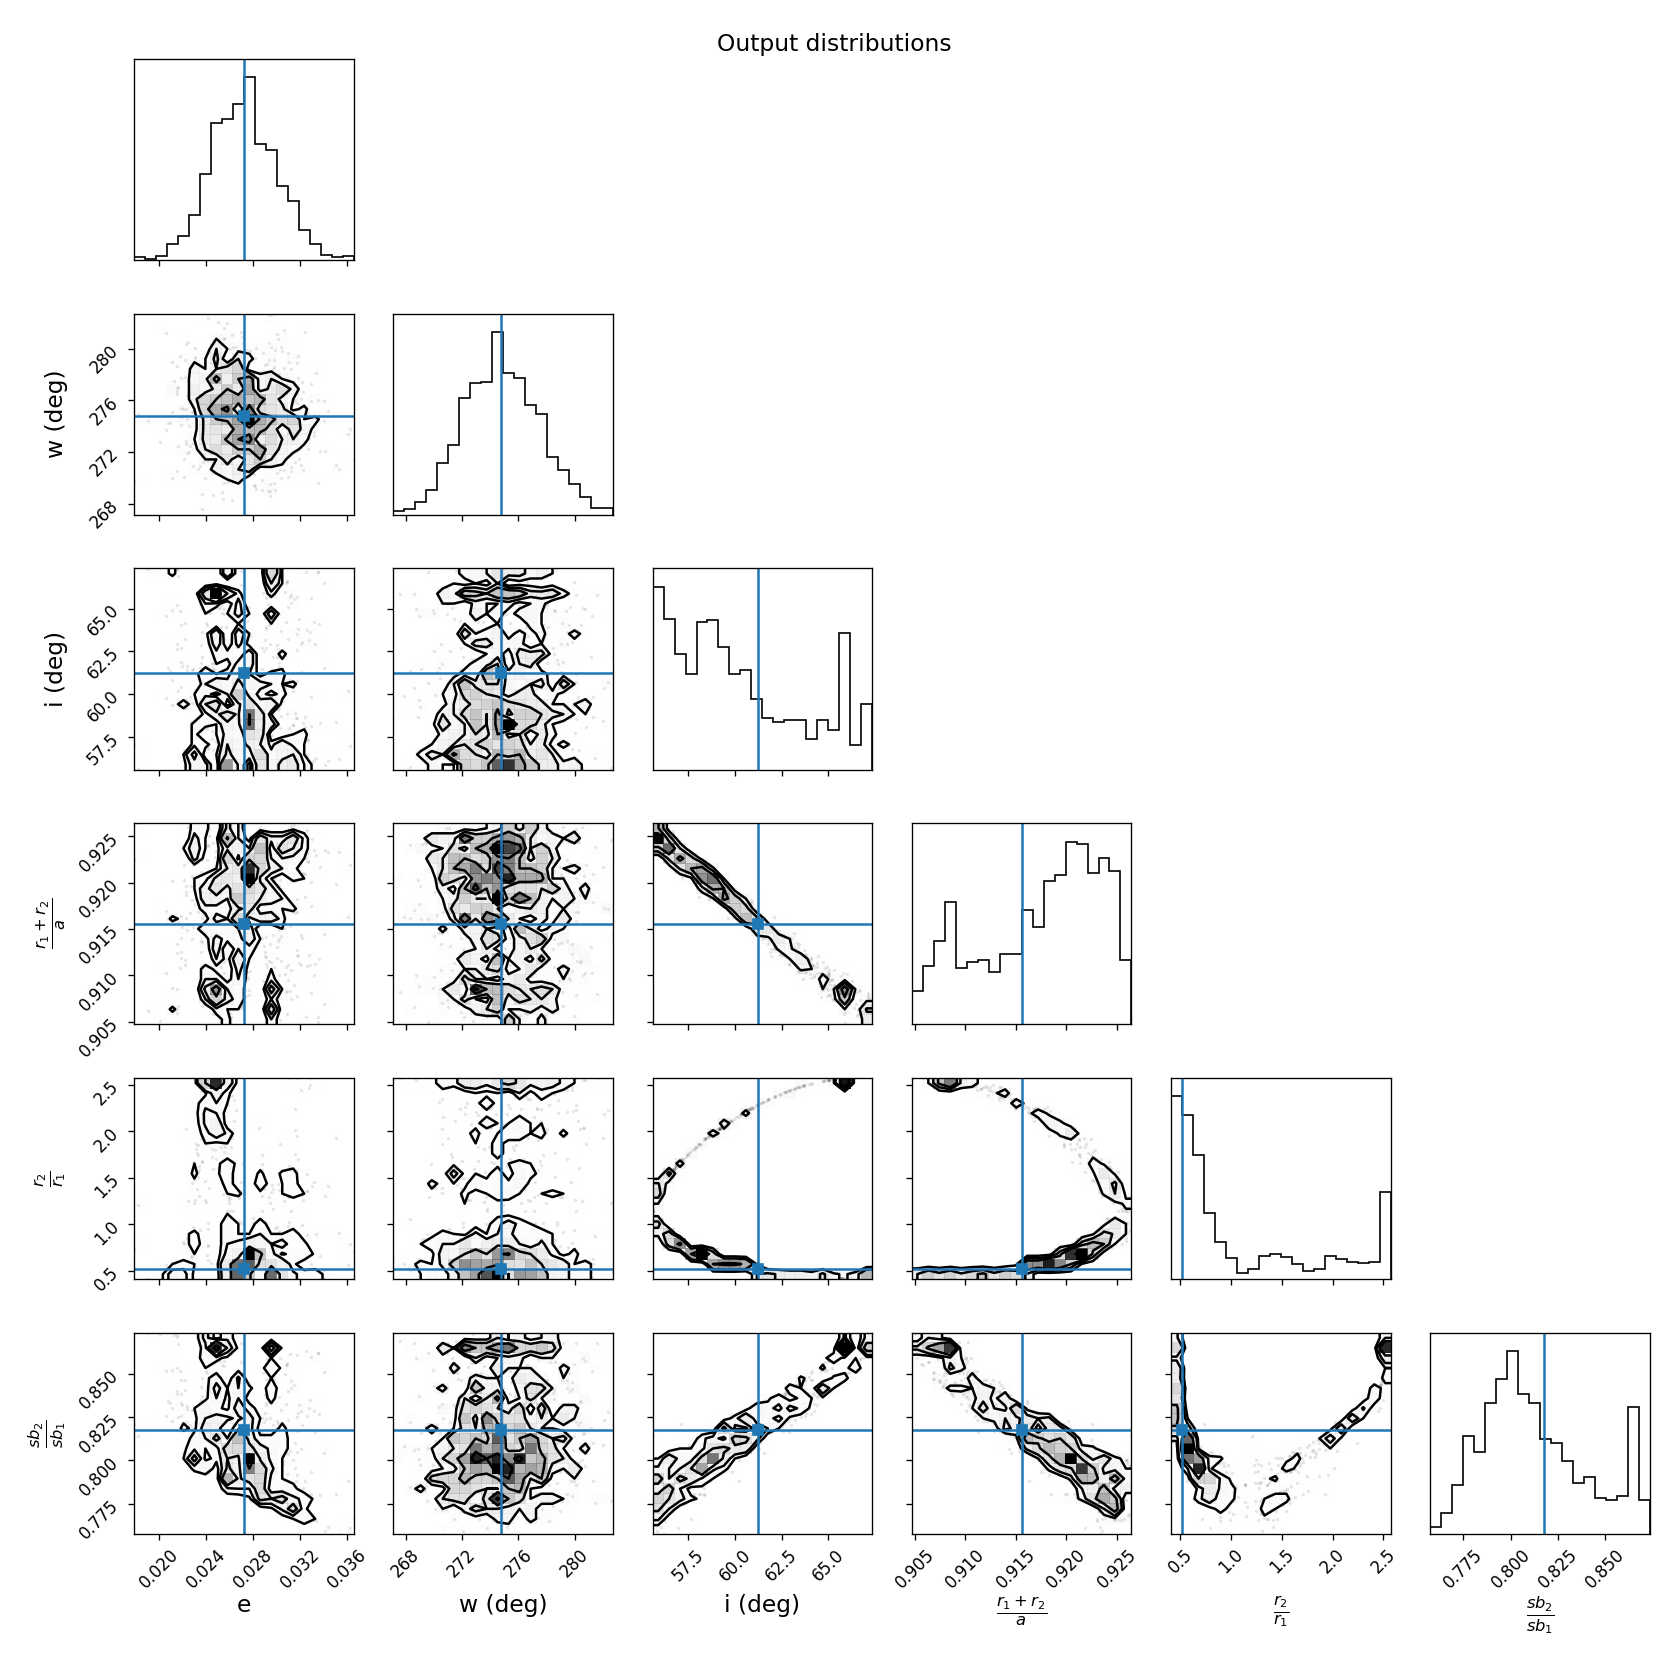 Output distributions
w (deg)
280
276
272
268
i (deg)
65.0
62.5
60.0
57.5
r₁ + r₂
a
0.925
0.920
0.915
0.910
0.905
r₂
r₁
2.5
2.0
1.5
1.0
0.5
sb₂
sb₁
0.850
0.825
0.800
0.775
0.020 0.024 0.028 0.032 0.036
e
268 272 276 280
w (deg)
57.5 60.0 62.5 65.0
i (deg)
0.905 0.910 0.915 0.920 0.925
r₁ + r₂
a
0.5 1.0 1.5 2.0 2.5
r₂
r₁
0.775 0.800 0.825 0.850
sb₂
sb₁